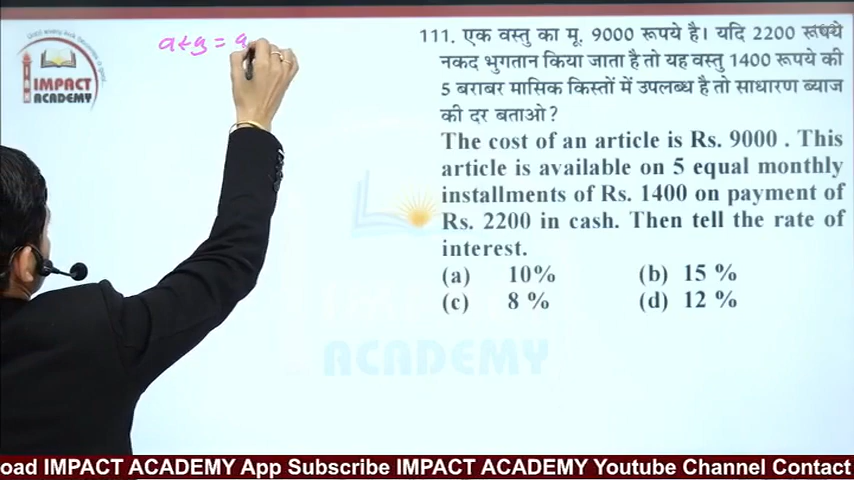 IMPACT
ACADEMY
111. एक वस्तु का मू. 9000 रूपये है। यदि 2200 रूपये
नकद भुगतान किया जाता है तो यह वस्तु 1400 रूपये की
5 बराबर मासिक किस्तों में उपलब्ध है तो साधारण ब्याज
की दर बताओ?
The cost of an article is Rs. 9000 . This
article is available on 5 equal monthly
installments of Rs. 1400 on payment of
Rs. 2200 in cash. Then tell the rate of
interest.
(a) 10% (b) 15 %
(c) 8 % (d) 12 %
ACADEMY
oad IMPACT ACADEMY App Subscribe IMPACT ACADEMY Youtube Channel Contact